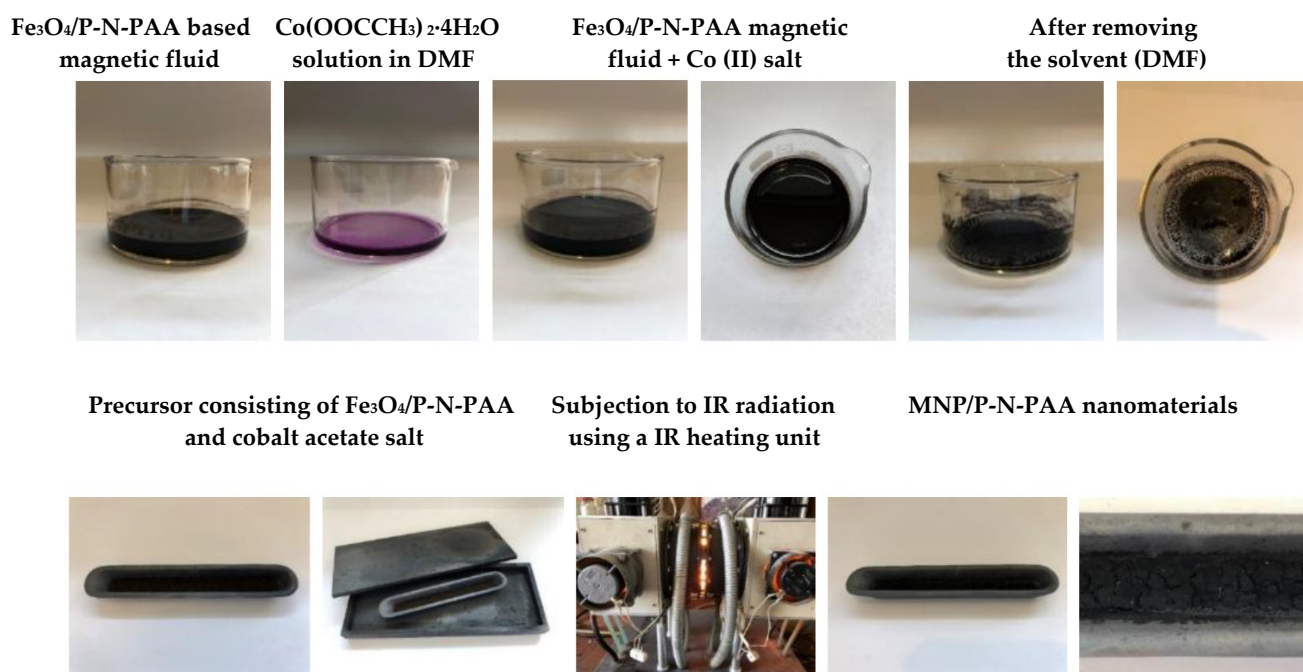 Fe₃O₄/P-N-PAA based
magnetic fluid
Co(OOCCH₃) ₂·4H₂O
solution in DMF
Fe₃O₄/P-N-PAA magnetic
fluid + Co (II) salt
After removing
the solvent (DMF)
Precursor consisting of Fe₃O₄/P-N-PAA
and cobalt acetate salt
Subjection to IR radiation
using a IR heating unit
MNP/P-N-PAA nanomaterials